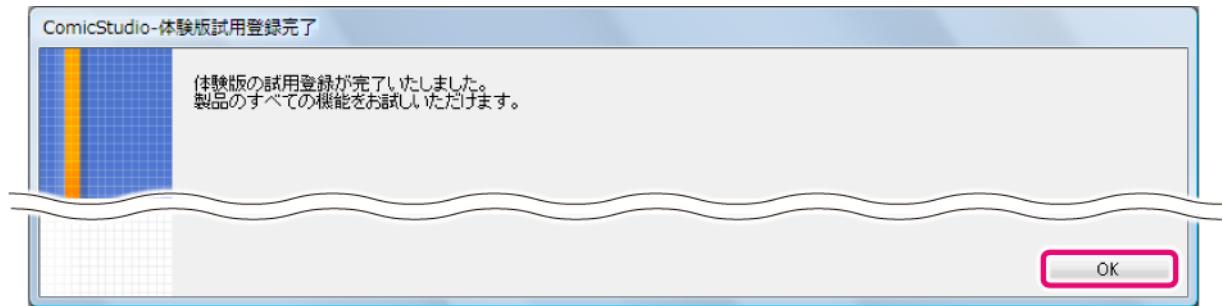 ComicStudio-体験版試用登録完了
体験版の試用登録が完了いたしました。
製品のすべての機能をお試しいただけます。
OK